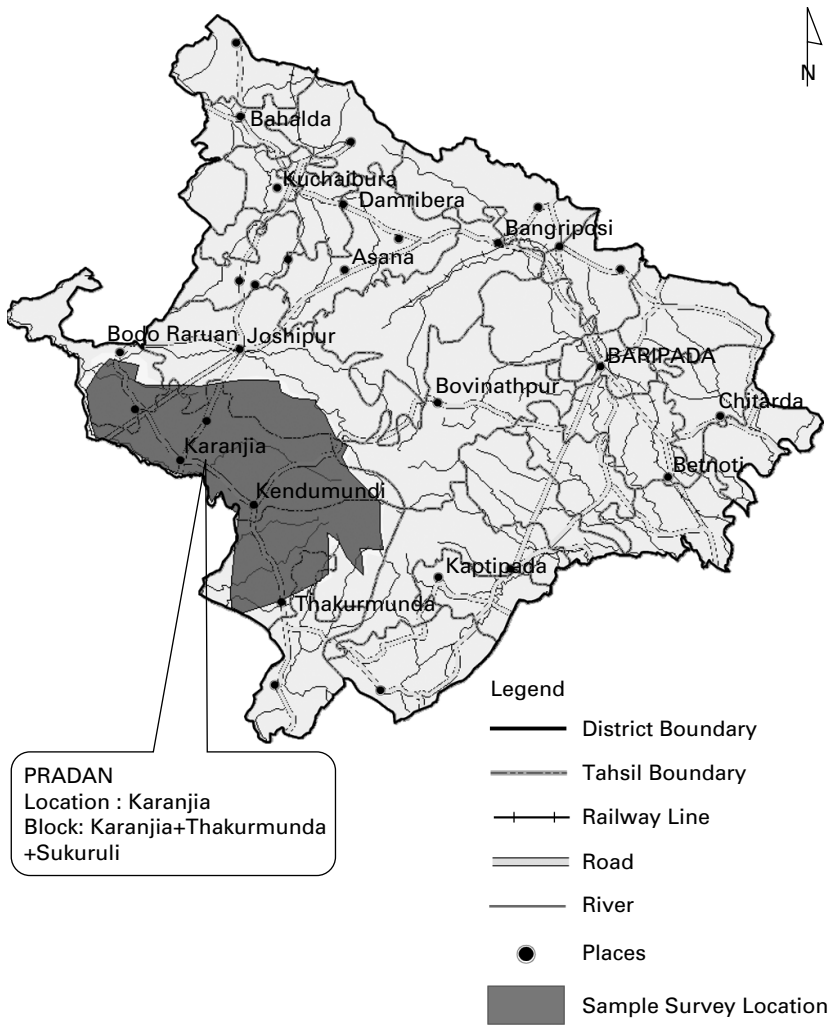 N
Bahalda
Kuchaibura
Damribera
Bangriposi
Asana
Bodo Raruan
Joshipur
BARIPADA
Bovinathpur
Chitarda
Karanjia
Betnoti
Kendumundi
Kaptipada
Thakurmunda
PRADAN
Location : Karanjia
Block: Karanjia+Thakurmunda
+Sukuruli
Legend
District Boundary
Tahsil Boundary
Railway Line
Road
River
Places
Sample Survey Location